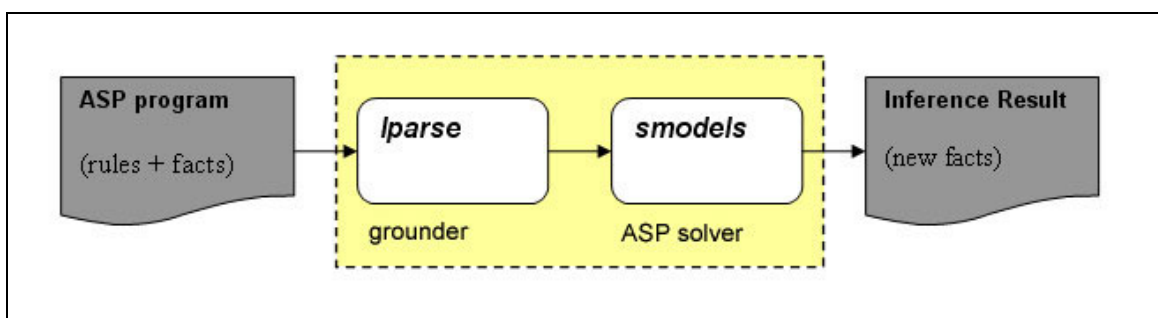 ASP program
(rules + facts)
lparse
grounder
smodels
ASP solver
Inference Result
(new facts)